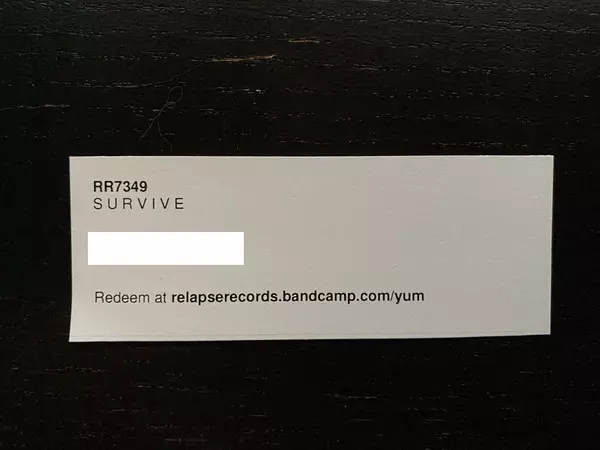 RR7349
SURVIVE
Redeem at relapserecords.bandcamp.com/yum